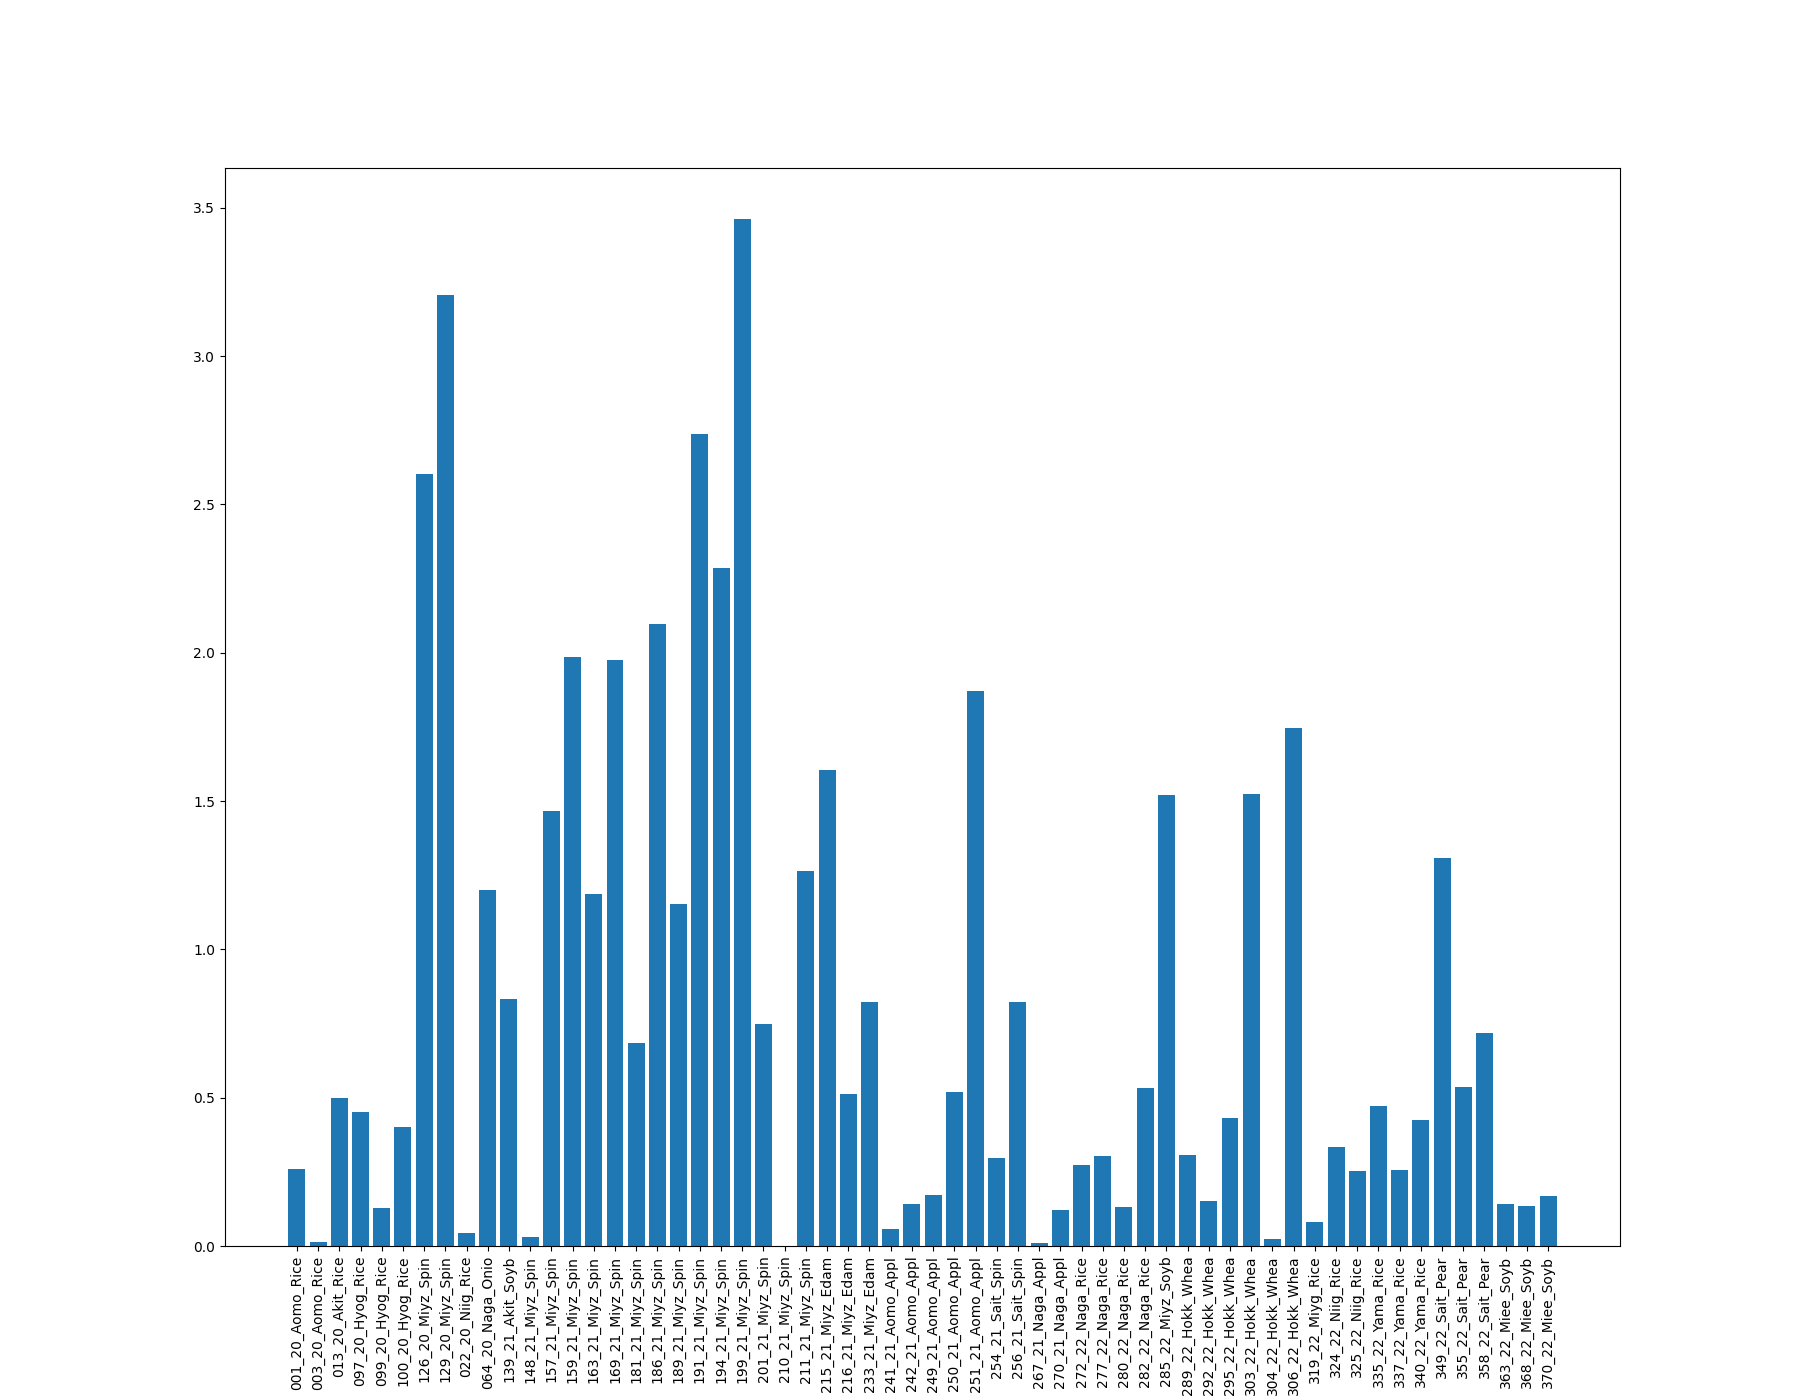 3.5
3.0
2.5
2.0
1.5
1.0
0.5
0.0
001_20_Aomo_Rice
003_20_Aomo_Rice
013_20_Akit_Rice
097_20_Hyog_Rice
099_20_Hyog_Rice
100_20_Hyog_Rice
126_20_Miyz_Spin
129_20_Miyz_Spin
022_20_Niig_Rice
064_20_Naga_Onio
139_21_Akit_Soyb
148_21_Miyz_Spin
157_21_Miyz_Spin
159_21_Miyz_Spin
163_21_Miyz_Spin
169_21_Miyz_Spin
181_21_Miyz_Spin
186_21_Miyz_Spin
189_21_Miyz_Spin
191_21_Miyz_Spin
194_21_Miyz_Spin
199_21_Miyz_Spin
201_21_Miyz_Spin
210_21_Miyz_Spin
211_21_Miyz_Spin
215_21_Miyz_Edam
216_21_Miyz_Edam
233_21_Miyz_Edam
241_21_Aomo_Appl
242_21_Aomo_Appl
249_21_Aomo_Appl
250_21_Aomo_Appl
251_21_Aomo_Appl
254_21_Sait_Spin
256_21_Sait_Spin
267_21_Naga_Appl
270_21_Naga_Appl
272_22_Naga_Rice
277_22_Naga_Rice
280_22_Naga_Rice
282_22_Naga_Rice
285_22_Miyz_Soyb
289_22_Hokk_Whea
292_22_Hokk_Whea
295_22_Hokk_Whea
303_22_Hokk_Whea
304_22_Hokk_Whea
306_22_Hokk_Whea
319_22_Miyg_Rice
324_22_Niig_Rice
325_22_Niig_Rice
335_22_Yama_Rice
337_22_Yama_Rice
340_22_Yama_Rice
349_22_Sait_Pear
355_22_Sait_Pear
358_22_Sait_Pear
363_22_Miee_Soyb
368_22_Miee_Soyb
370_22_Miee_Soyb